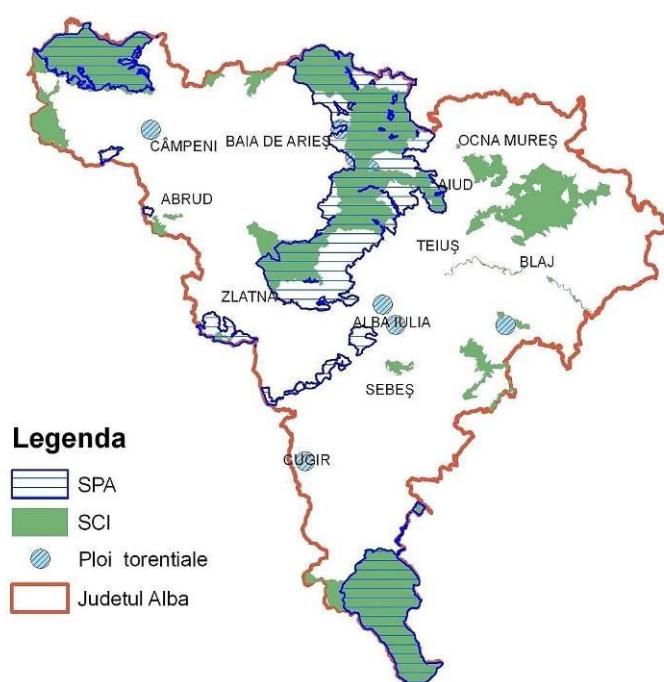 CÂMPENI
BAIA DE ARIEŞ
OCNA MUREŞ
AIUD
ABRUD
TEIUŞ
BLAJ
ZLATNA
ALBA IULIA
SEBEŞ
CUGIR
Legenda
SPA
SCI
Ploi torentiale
Judetul Alba